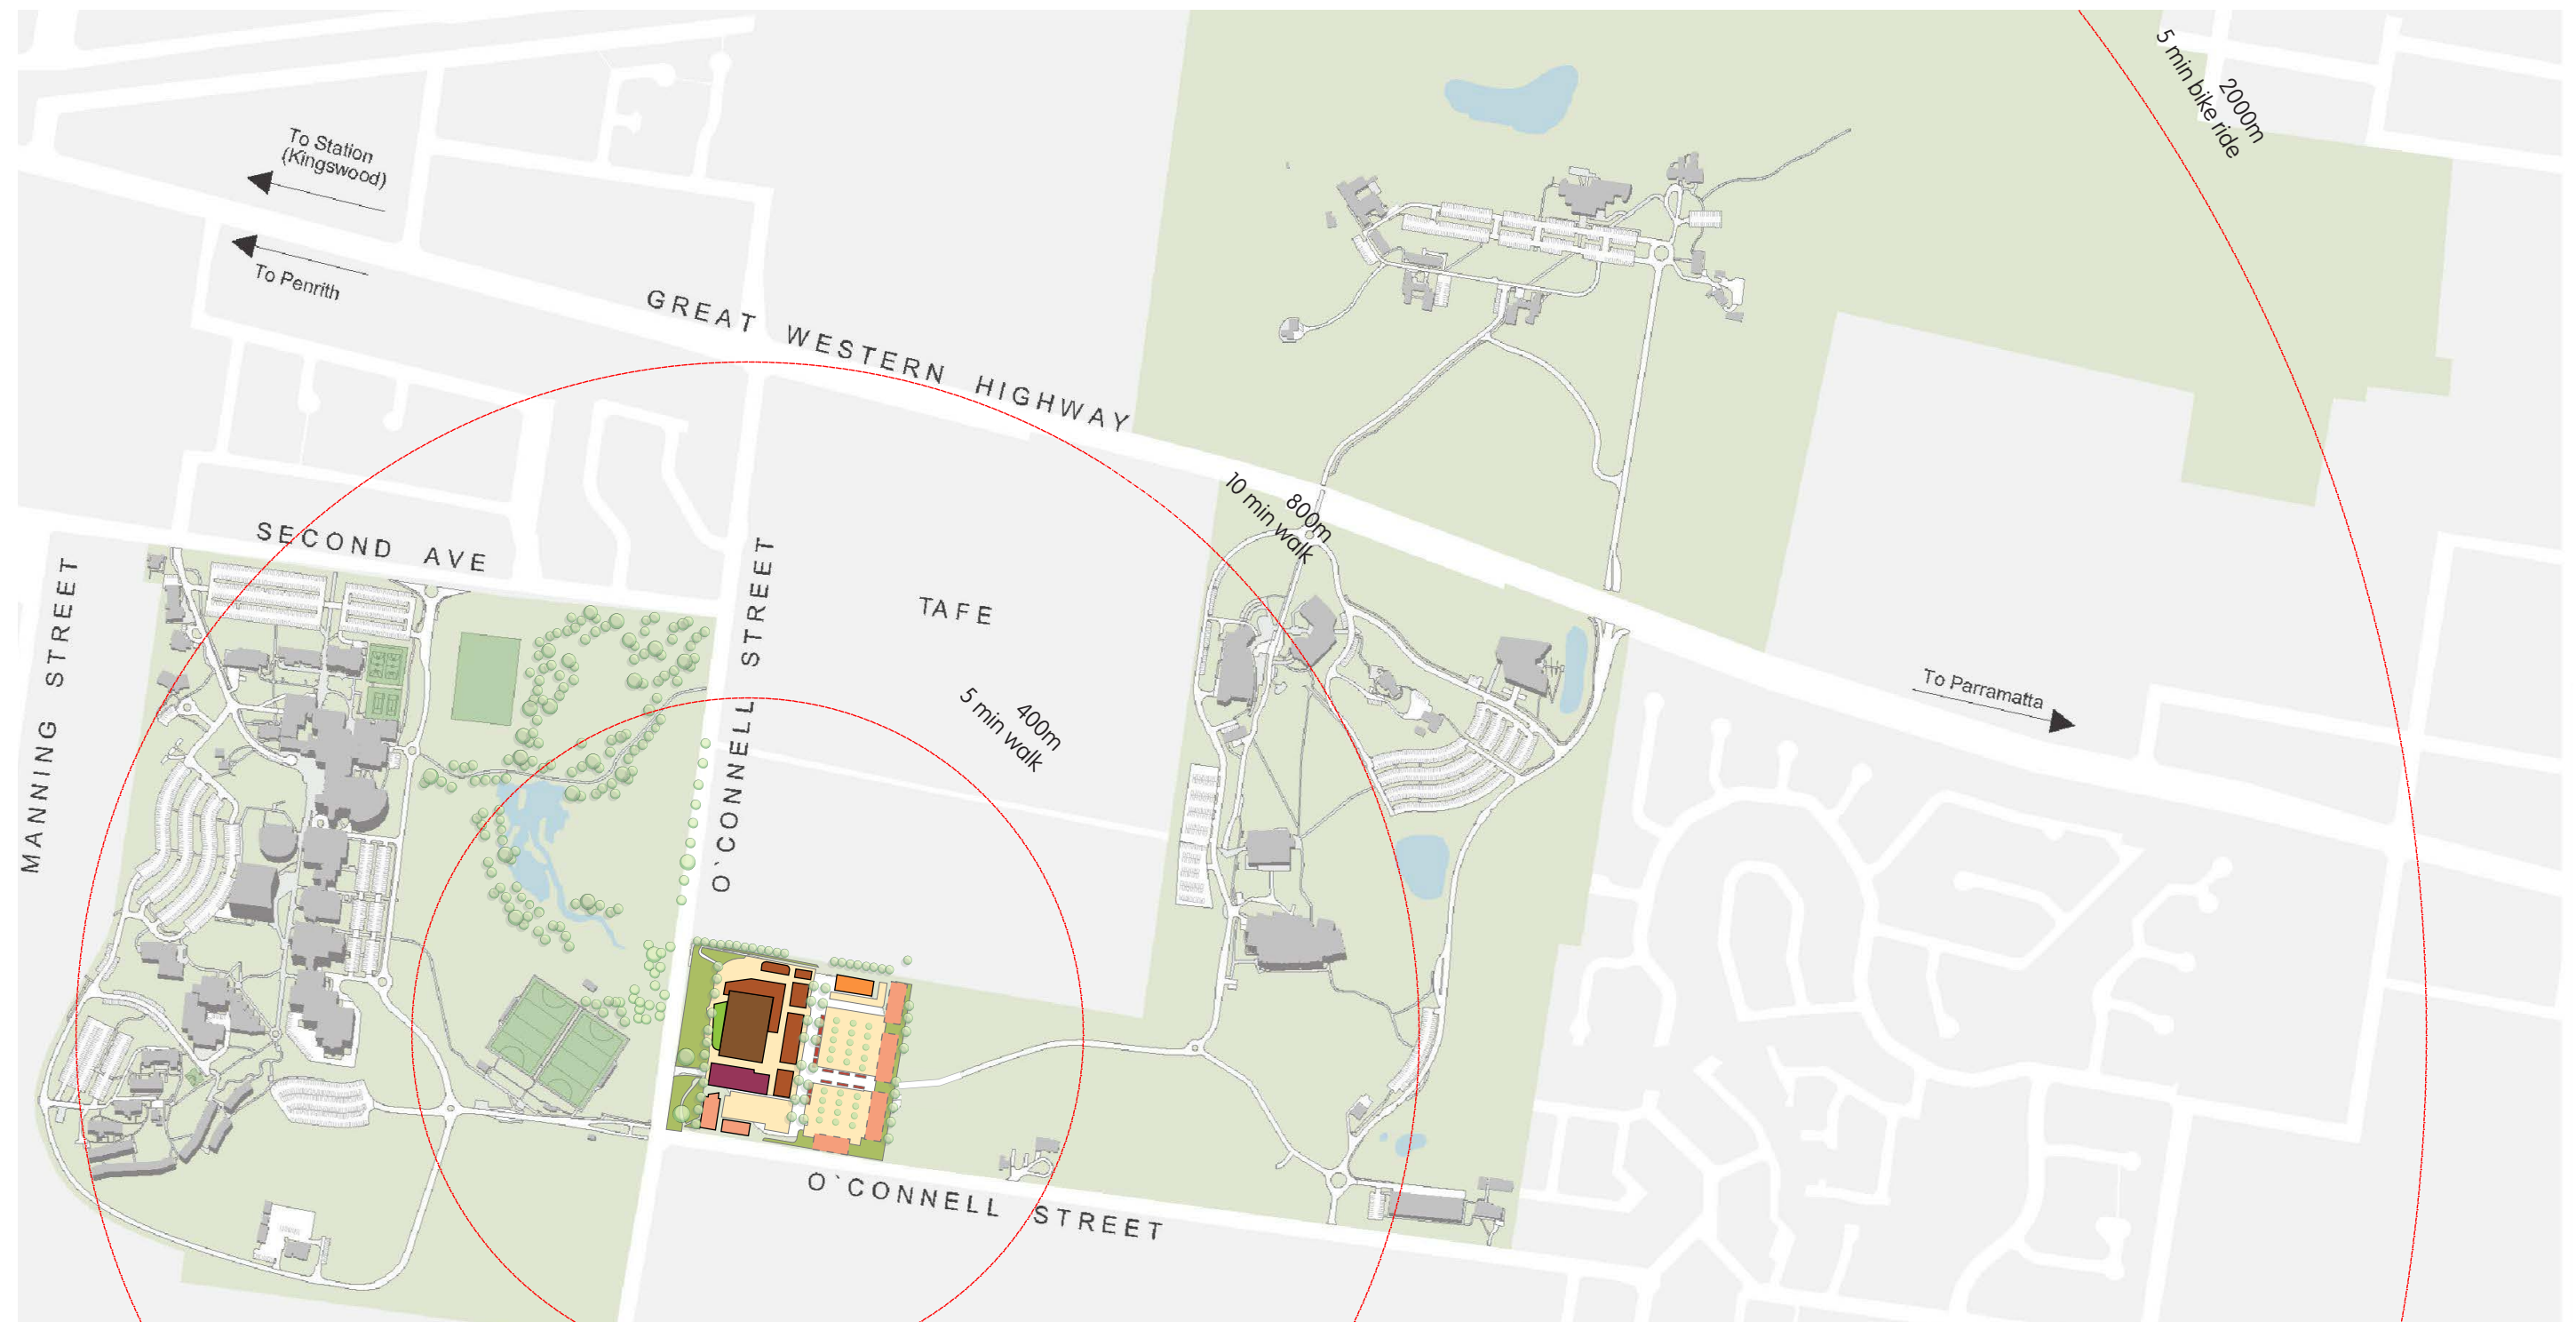 5 min bike ride
2000m
To Station
(Kingswood)
To Penrith
GREAT WESTERN HIGHWAY
10 min walk
800m
SECOND AVE
MANNING STREET
O`CONNELL STREET
TAFE
5 min walk
400m
To Parramatta
O`CONNELL STREET